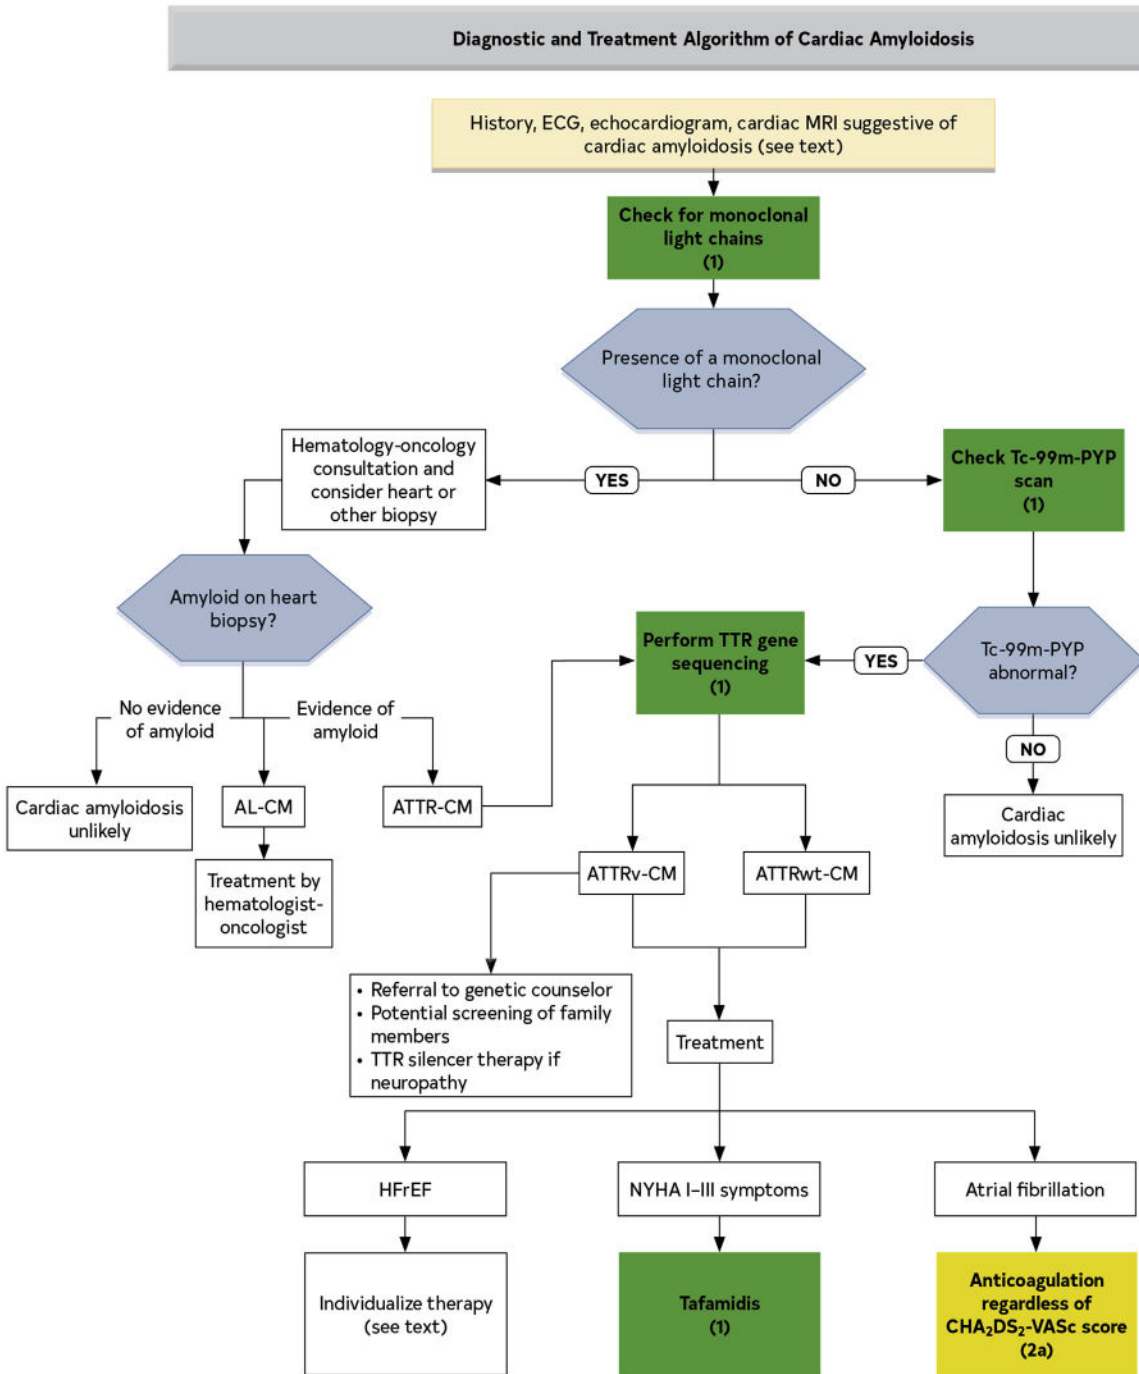 Diagnostic and Treatment Algorithm of Cardiac Amyloidosis
History, ECG, echocardiogram, cardiac MRI suggestive of
cardiac amyloidosis (see text)
Check for monoclonal
light chains
(1)
Presence of a monoclonal
light chain?
Hematology-oncology
consultation and
consider heart or
other biopsy
YES
NO
Check Tc-99m-PYP
scan
(1)
Amyloid on heart
biopsy?
Perform TTR gene
sequencing
(1)
YES
Tc-99m-PYP
abnormal?
No evidence
of amyloid
Evidence of
amyloid
NO
Cardiac amyloidosis
unlikely
AL-CM
ATTR-CM
Cardiac
amyloidosis unlikely
Treatment by
hematologist-
oncologist
ATTRv-CM
ATTRwt-CM
• Referral to genetic counselor
• Potential screening of family
members
• TTR silencer therapy if
neuropathy
Treatment
HFrEF
NYHA I–III symptoms
Atrial fibrillation
Individualize therapy
(see text)
Tafamidis
(1)
Anticoagulation
regardless of
CHA₂DS₂-VASc score
(2a)